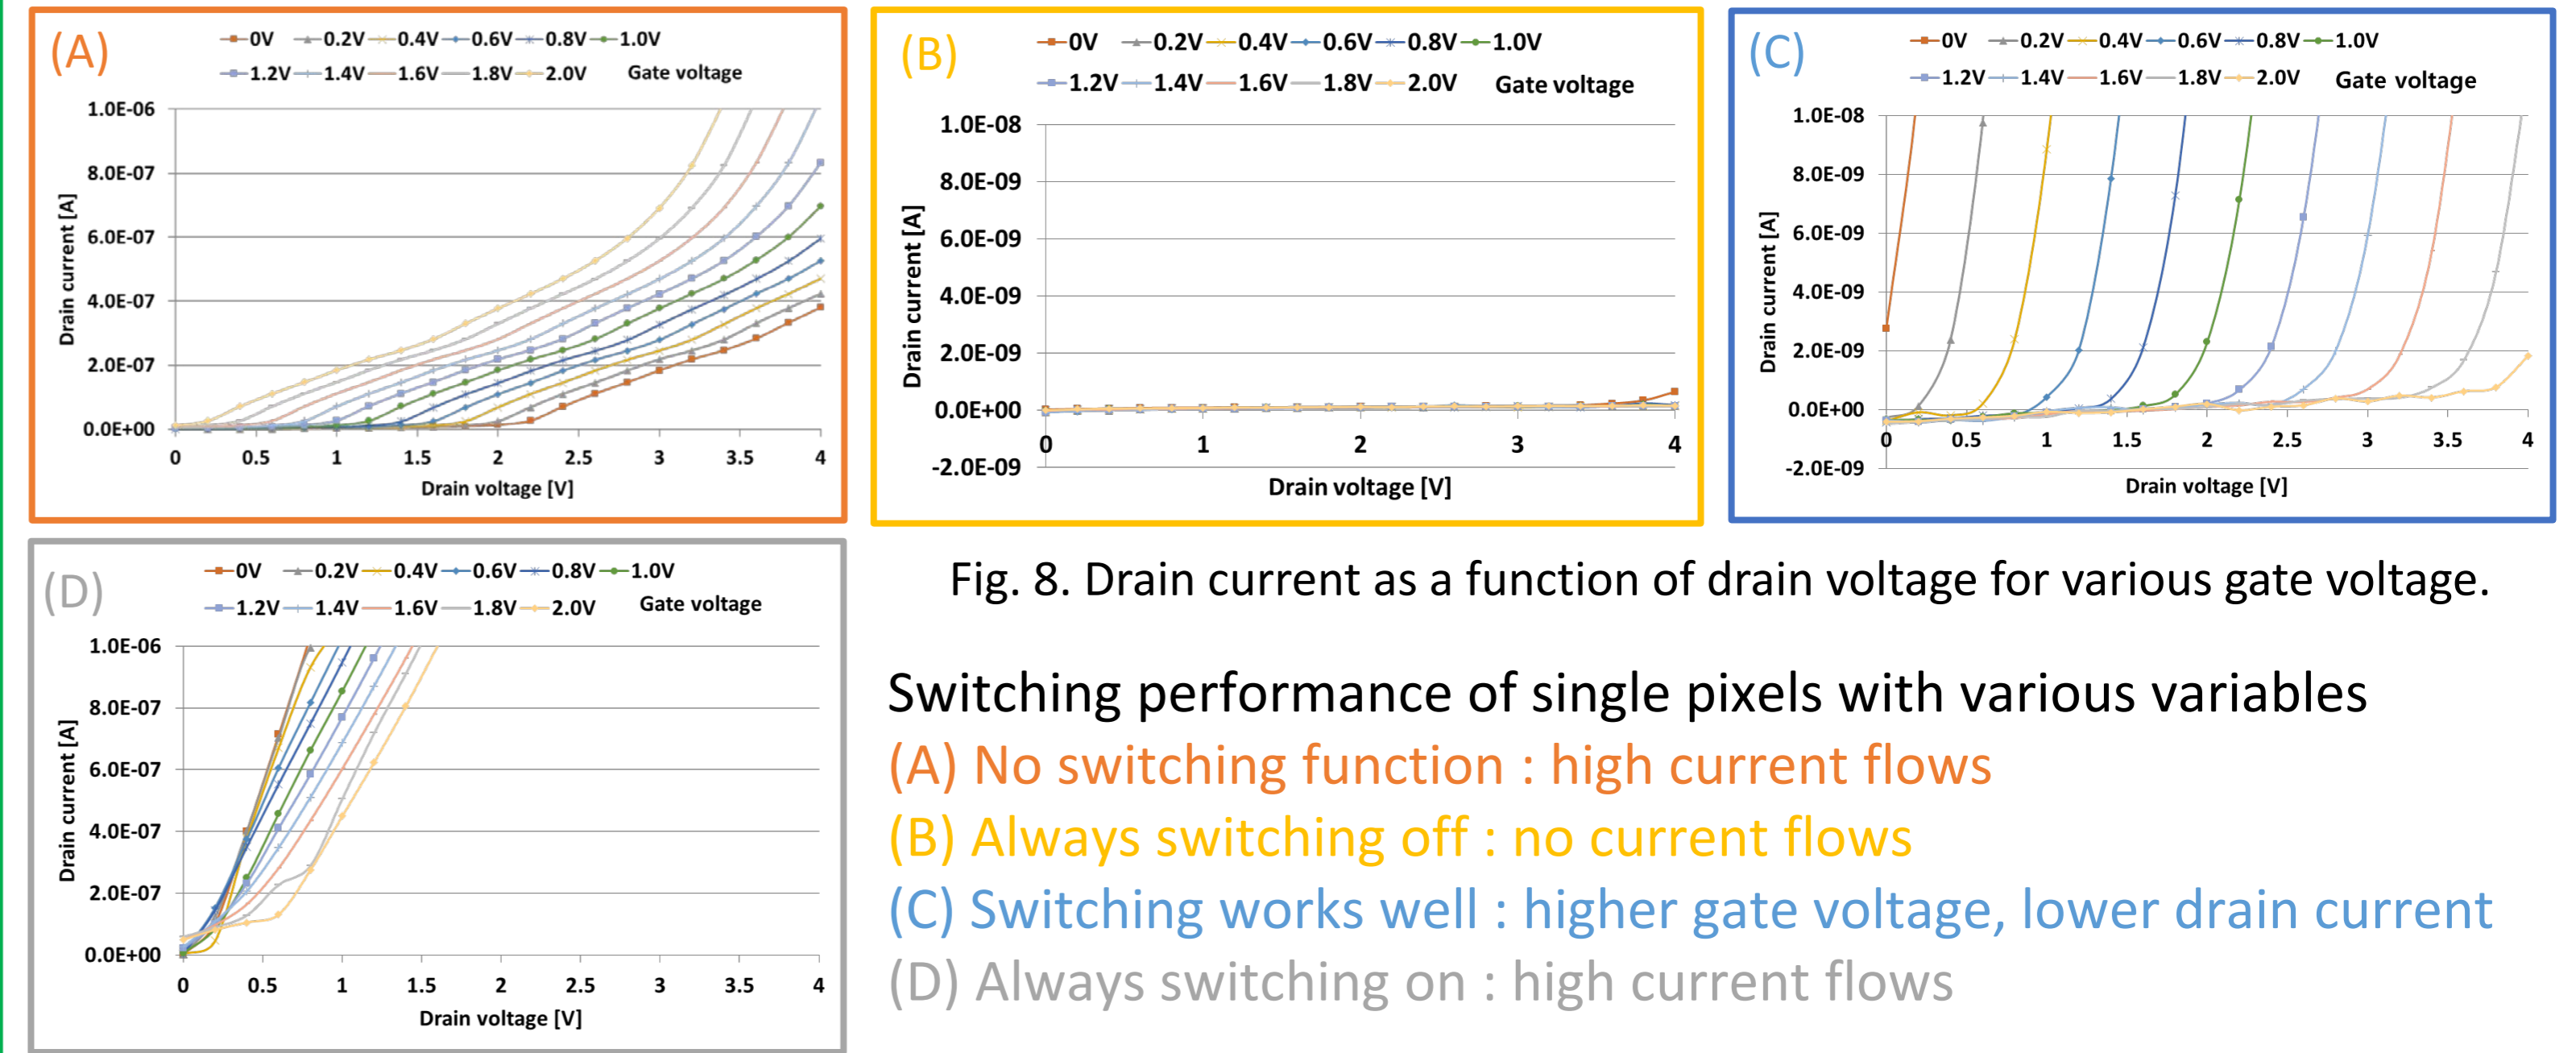 (A)
0V 0.2V 0.4V 0.6V 0.8V 1.0V
1.2V 1.4V 1.6V 1.8V 2.0V Gate voltage
1.0E-06
8.0E-07
6.0E-07
4.0E-07
2.0E-07
0.0E+00
0 0.5 1 1.5 2 2.5 3 3.5 4
Drain current [A]
Drain voltage [V]
(B)
0V 0.2V 0.4V 0.6V 0.8V 1.0V
1.2V 1.4V 1.6V 1.8V 2.0V Gate voltage
1.0E-08
8.0E-09
6.0E-09
4.0E-09
2.0E-09
0.0E+00
-2.0E-09
0 1 2 3 4
Drain current [A]
Drain voltage [V]
(C)
0V 0.2V 0.4V 0.6V 0.8V 1.0V
1.2V 1.4V 1.6V 1.8V 2.0V Gate voltage
1.0E-08
8.0E-09
6.0E-09
4.0E-09
2.0E-09
0.0E+00
-2.0E-09
0 0.5 1 1.5 2 2.5 3 3.5 4
Drain current [A]
Drain voltage [V]
(D)
0V 0.2V 0.4V 0.6V 0.8V 1.0V
1.2V 1.4V 1.6V 1.8V 2.0V Gate voltage
1.0E-06
8.0E-07
6.0E-07
4.0E-07
2.0E-07
0.0E+00
0 0.5 1 1.5 2 2.5 3 3.5 4
Drain current [A]
Drain voltage [V]
Fig. 8. Drain current as a function of drain voltage for various gate voltage.
Switching performance of single pixels with various variables
(A) No switching function : high current flows
(B) Always switching off : no current flows
(C) Switching works well : higher gate voltage, lower drain current
(D) Always switching on : high current flows